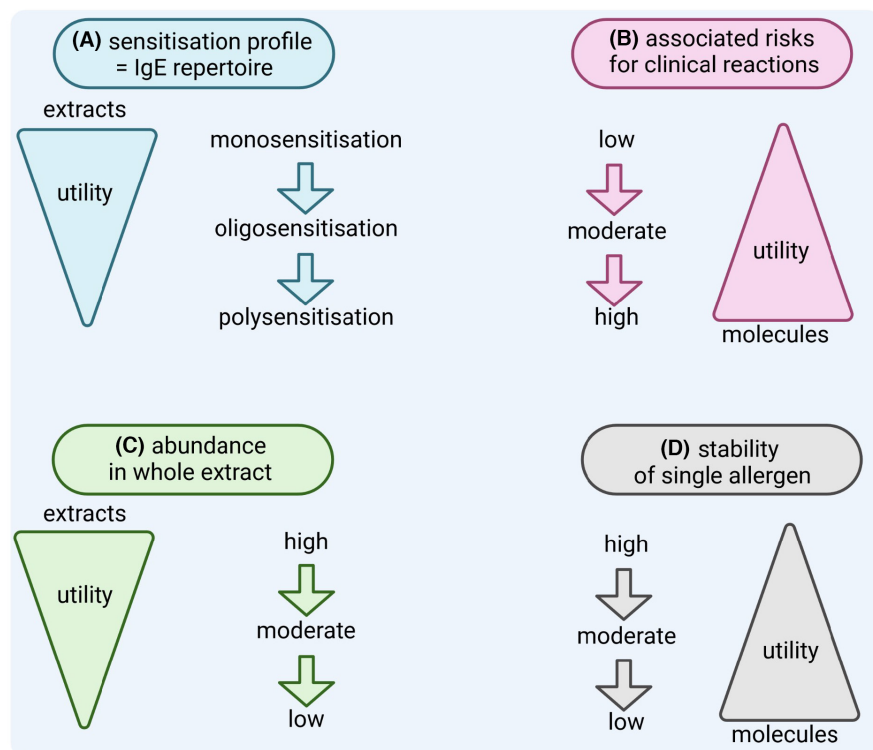 (A) sensitisation profile
= IgE repertoire
extracts
utility
monosensitisation
oligosensitisation
polysensitisation
(B) associated risks
for clinical reactions
low
moderate
high
utility
molecules
(C) abundance
in whole extract
extracts
utility
high
moderate
low
(D) stability
of single allergen
high
moderate
low
utility
molecules